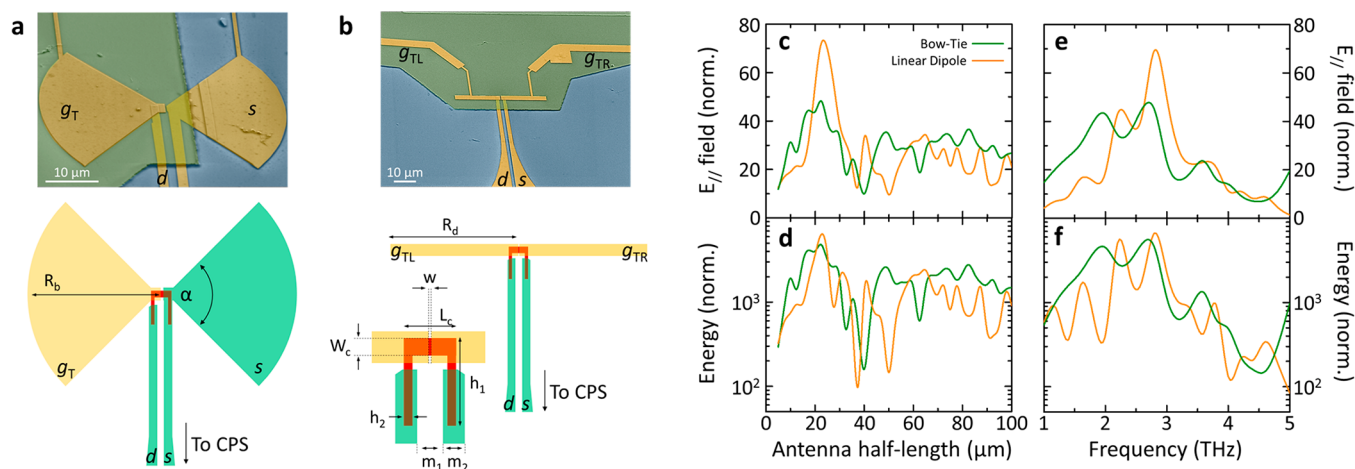 a
g_T
s
d
10 μm
R_b
α
g_T
s
d s
To CPS
b
g_TL
g_TR
d
s
10 μm
R_d
g_TL
g_TR
w
L_c
W_c
h_1
h_2
m_1
m_2
d s
To CPS
c
Bow-Tie
Linear Dipole
E_// field (norm.)
80
60
40
20
0
d
Energy (norm.)
10^3
10^2
0 20 40 60 80 100
Antenna half-length (μm)
e
80
60
40
20
0
E_// field (norm.)
f
10^3
10^2
Energy (norm.)
1 2 3 4 5
Frequency (THz)